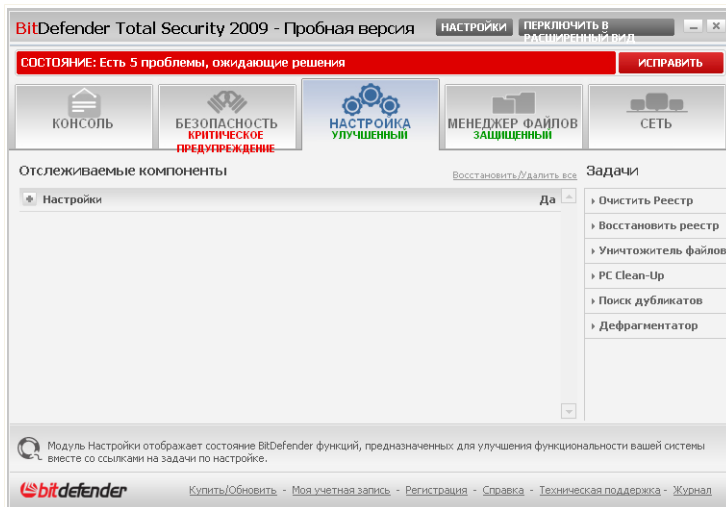 BitDefender Total Security 2009 - Пробная версия
НАСТРОЙКИ
ПЕРКЛЮЧИТЬ В
РАСШИРЕННЫЙ ВИД
СОСТОЯНИЕ: Есть 5 проблемы, ожидающие решения
ИСПРАВИТЬ
КОНСОЛЬ
БЕЗОПАСНОСТЬ
КРИТИЧЕСКОЕ
ПРЕДУПРЕЖДЕНИЕ
НАСТРОЙКА
УЛУЧШЕННЫЙ
МЕНЕДЖЕР ФАЙЛОВ
ЗАЩИЩЕННЫЙ
СЕТЬ
Отслеживаемые компоненты
Восстановить/Удалить все
Настройки
Да
Задачи
Очистить Реестр
Восстановить реестр
Уничтожитель файлов
PC Clean-Up
Поиск дубликатов
Дефрагментатор
Модуль Настройки отображает состояние BitDefender функций, предназначенных для улучшения функциональности вашей системы
вместе со ссылками на задачи по настройке.
bitdefender
Купить/Обновить - Моя учетная запись - Регистрация - Справка - Техническая поддержка - Журнал